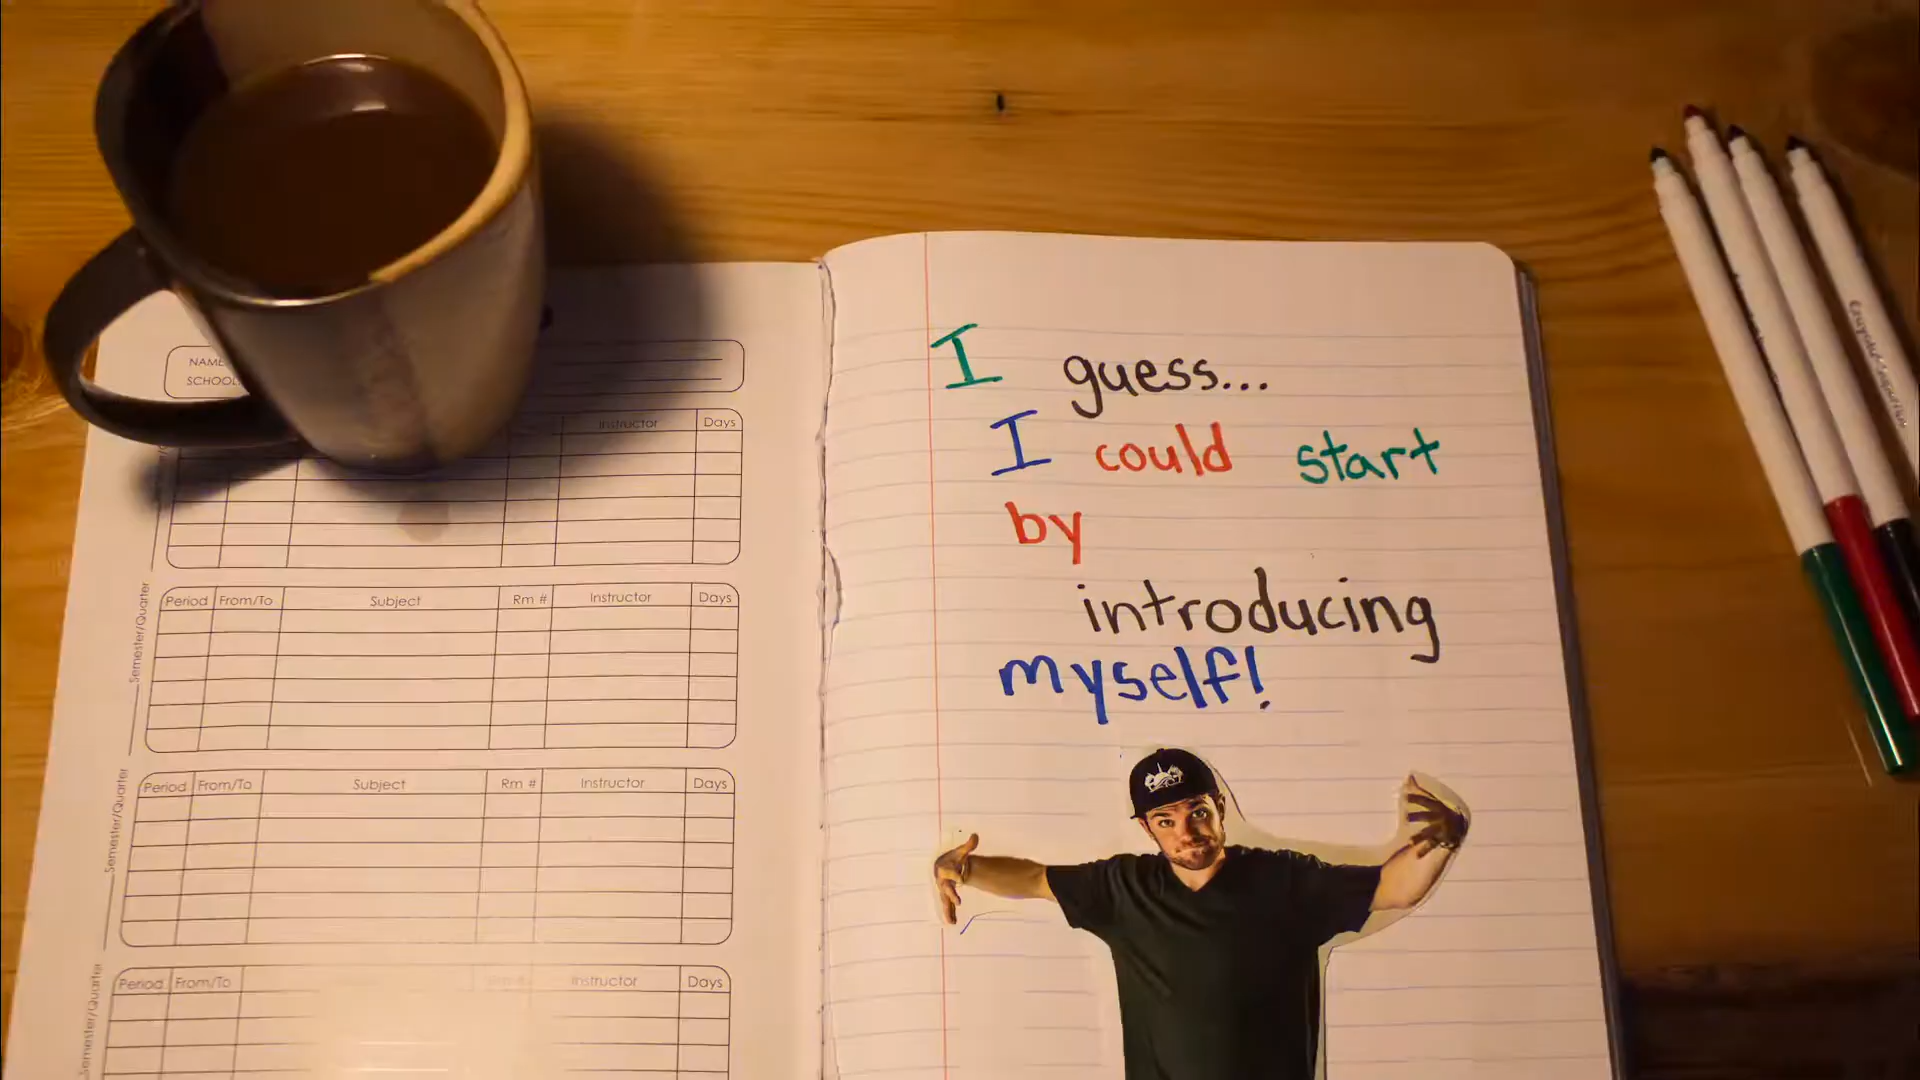 NAME
SCHOOL
Instructor Days
Semester/Quarter
Period From/To Subject Rm # Instructor Days
Semester/Quarter
Period From/To Subject Rm # Instructor Days
Semester/Quarter
Period From/To Instructor Days
I guess...
I could start
by
introducing
myself!